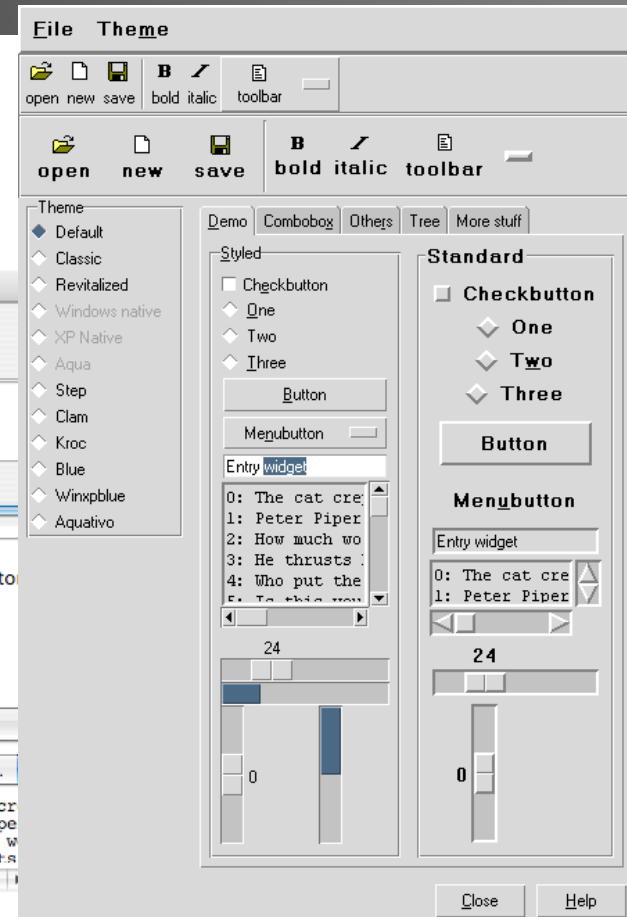 File Theme
open new save bold italic toolbar
open new save bold italic toolbar
Theme
Default
Classic
Revitalized
Windows native
XP Native
Aqua
Step
Clam
Kroc
Blue
Winxpblue
Aquativo
Demo Combobox Others Tree More stuff
Styled
Checkbutton
One
Two
Three
Button
Menubutton
Entry widget
0: The cat cre
1: Peter Piper
2: How much wo
3: He thrusts
4: Who put the
5: Is this you
24
0
Standard
Checkbutton
One
Two
Three
Button
Menubutton
Entry widget
0: The cat cre
1: Peter Piper
24
0
Close Help